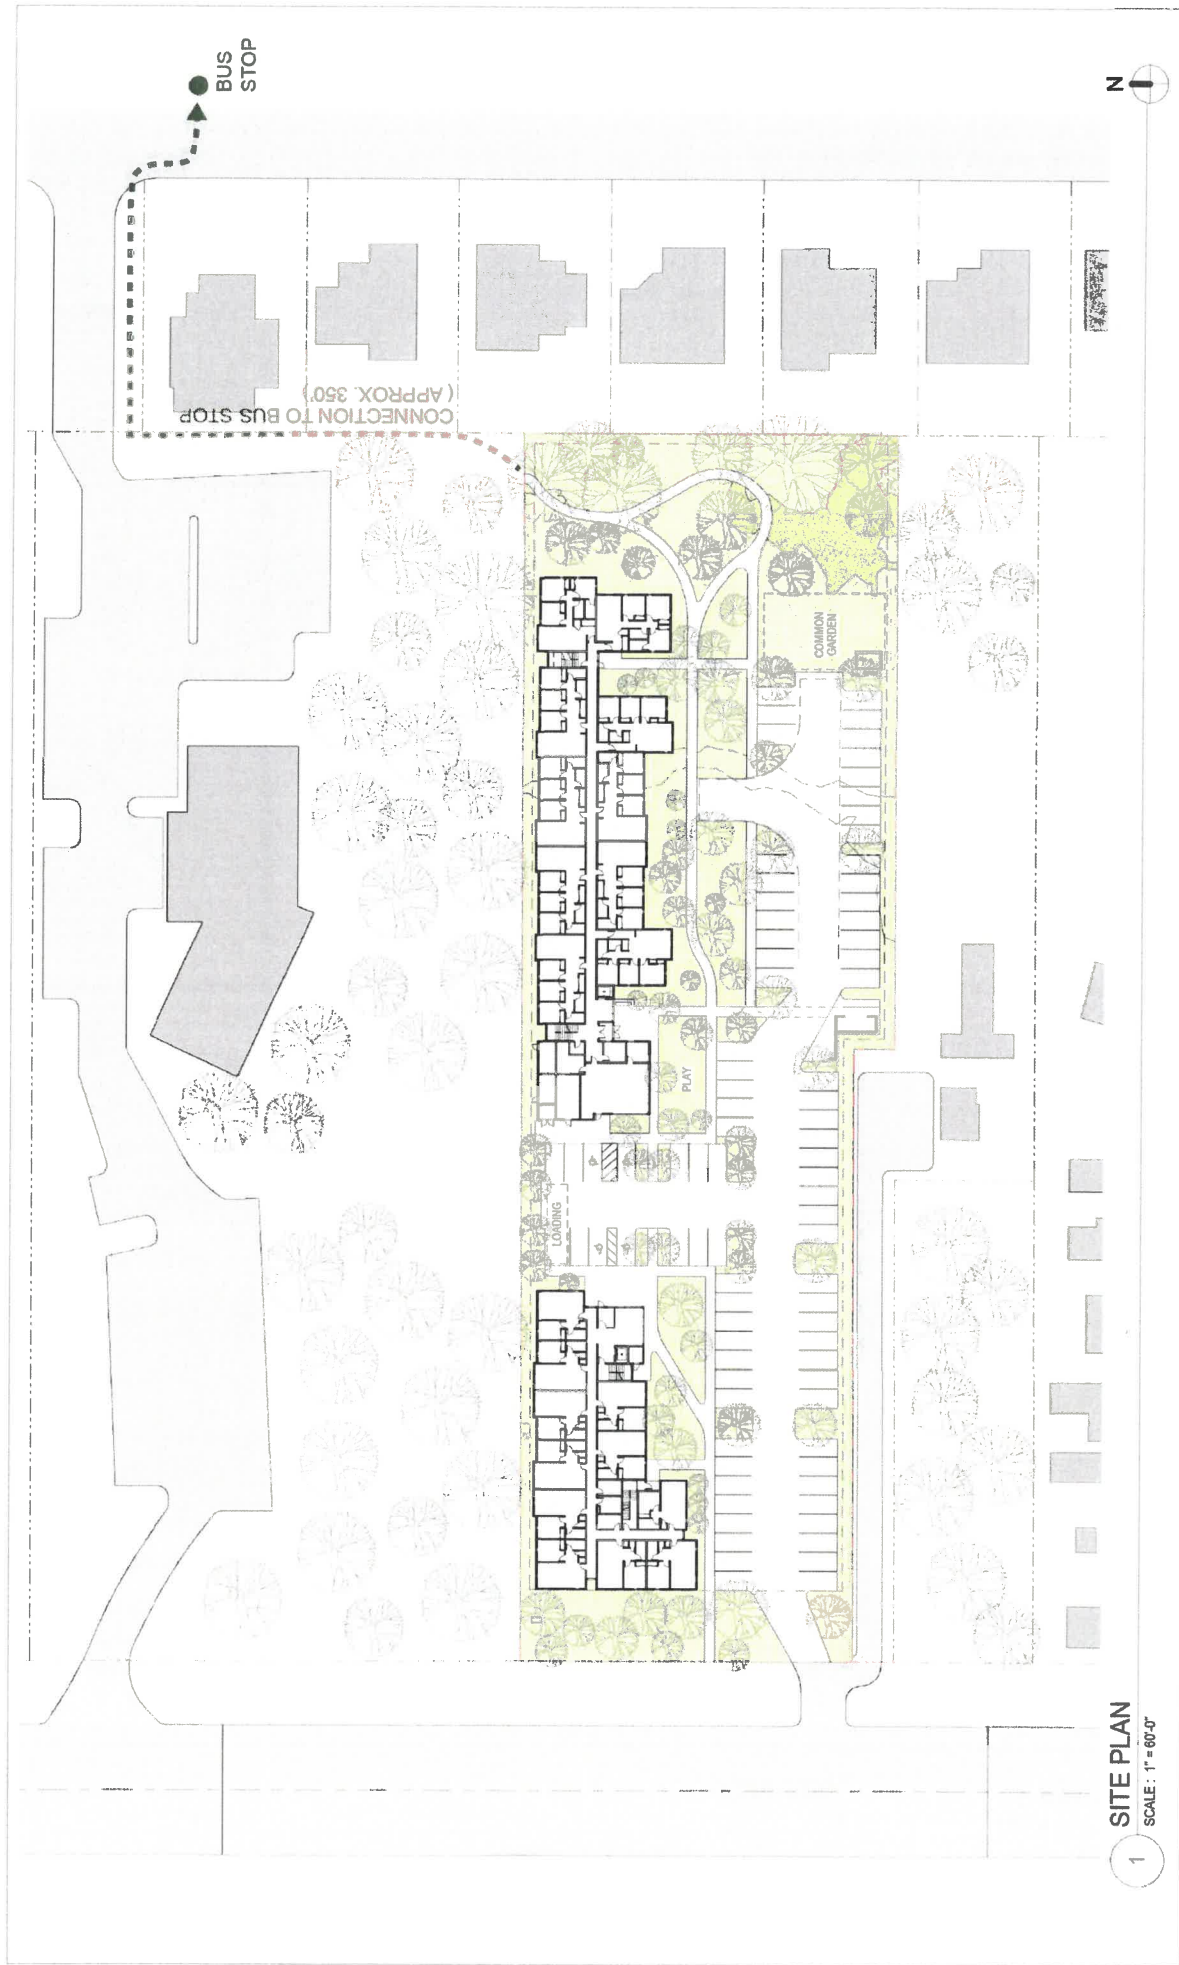 BUS
STOP
N
CONNECTION TO BUS STOP
( APPROX. 350')
COMMON
GARDEN
PLAY
LOADING
1
SITE PLAN
SCALE : 1" = 60'-0"